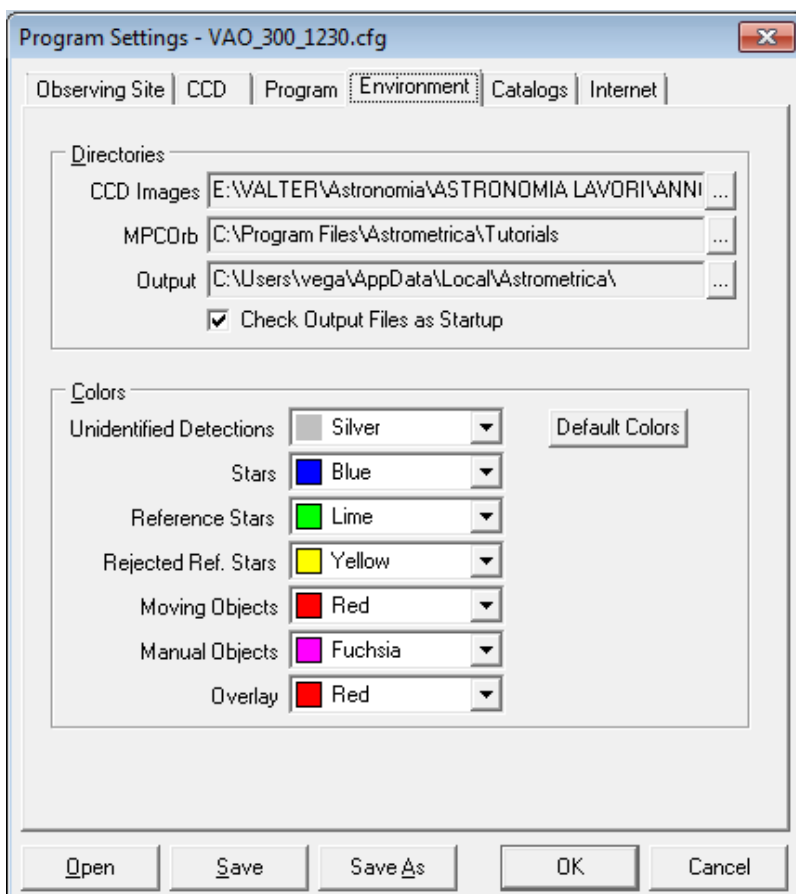 Program Settings - VAO_300_1230.cfg
Observing Site CCD Program Environment Catalogs Internet
Directories
CCD Images E:\VALTER\Astronomia\ASTRONOMIA LAVORI\ANN ...
MPCOrb C:\Program Files\Astrometrica\Tutorials ...
Output C:\Users\vega\AppData\Local\Astrometrica\ ...
Check Output Files as Startup
Colors
Unidentified Detections Silver Default Colors
Stars Blue
Reference Stars Lime
Rejected Ref. Stars Yellow
Moving Objects Red
Manual Objects Fuchsia
Overlay Red
Open Save Save As OK Cancel